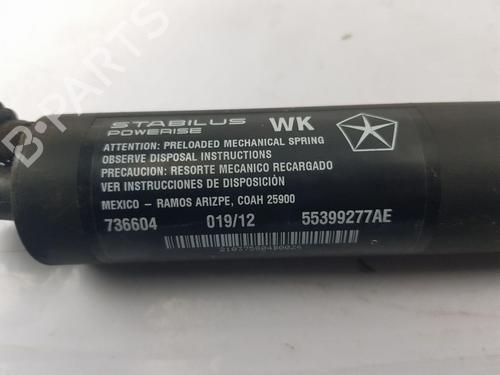 STABILUS
POWERISE
WK
ATTENTION: PRELOADED MECHANICAL SPRING
OBSERVE DISPOSAL INSTRUCTIONS
PRECAUCION: RESORTE MECANICO RECARGADO
VER INSTRUCCIONES DE DISPOSICIÓN
MEXICO – RAMOS ARIZPE, COAH 25900
736604 019/12 55399277AE